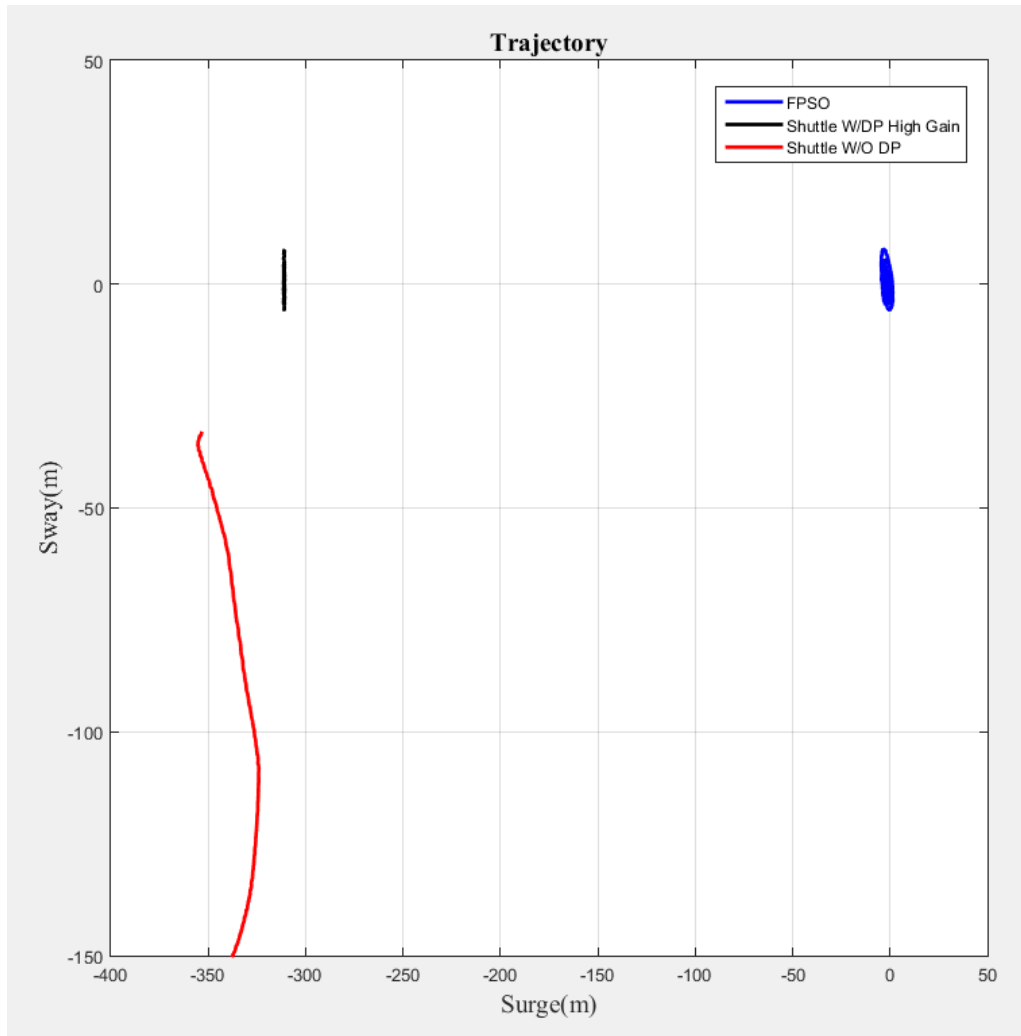 Trajectory
FPSO
Shuttle W/DP High Gain
Shuttle W/O DP
50
0
-50
-100
-150
Sway(m)
-400 -350 -300 -250 -200 -150 -100 -50 0 50
Surge(m)